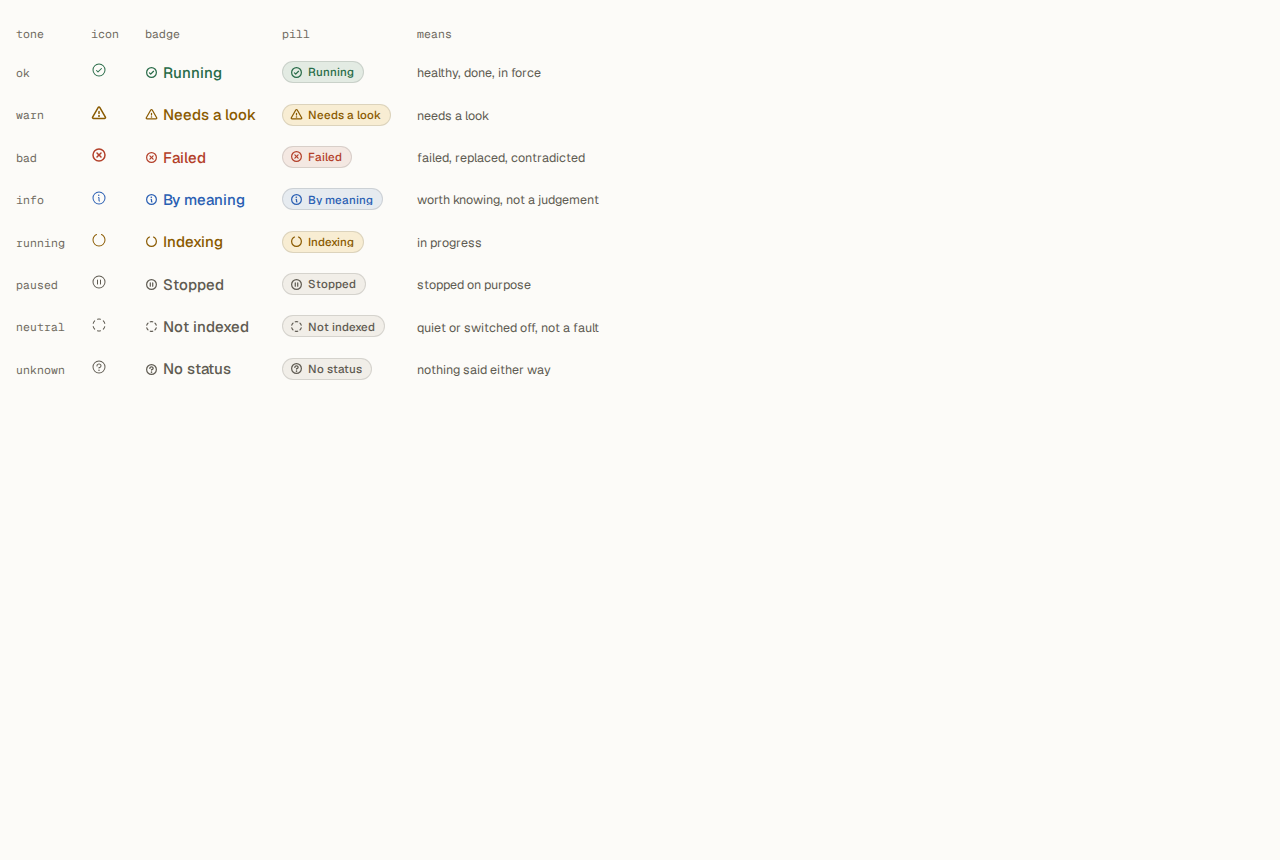 tone icon badge pill means
ok Running Running healthy, done, in force
warn Needs a look Needs a look needs a look
bad Failed Failed failed, replaced, contradicted
info By meaning By meaning worth knowing, not a judgement
running Indexing Indexing in progress
paused Stopped Stopped stopped on purpose
neutral Not indexed Not indexed quiet or switched off, not a fault
unknown No status No status nothing said either way